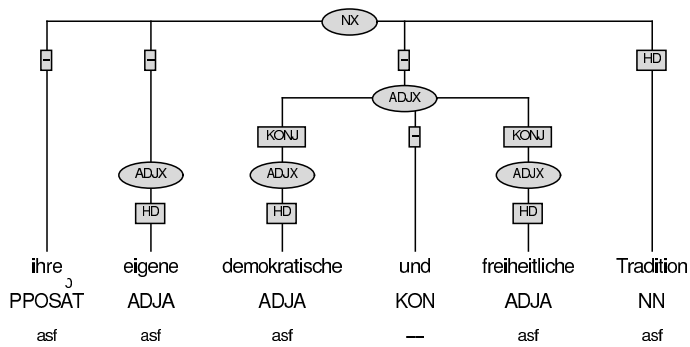 NX
– – – HD
ADJX
KONJ – KONJ
ADJX ADJX ADJX
HD HD HD
ihre eigene demokratische und freiheitliche Tradition
PPOSAT ADJA ADJA KON ADJA NN
asf asf asf –– asf asf